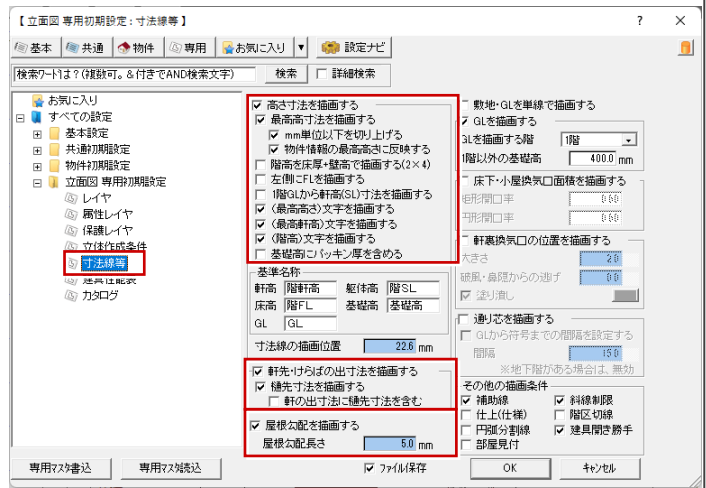 【 立面図 専用初期設定 : 寸法線等 】
? ×
基本 共通 物件 専用 お気に入り ▼ 設定ナビ
検索ワードは？(複数可。&付きでAND検索文字) 検索 詳細検索
お気に入り
すべての設定
基本設定
共通初期設定
物件初期設定
立面図 専用初期設定
レイヤ
属性レイヤ
保護レイヤ
立体作成条件
寸法線等
建具性能表
カタログ
高さ寸法を描画する
最高高寸法を描画する
mm単位以下を切り上げる
物件情報の最高高さに反映する
階高を床厚+壁高で描画する(2×4)
左側にFLを描画する
1階GLから軒高(SL)寸法を描画する
(最高高さ)文字を描画する
(最高軒高)文字を描画する
(階高)文字を描画する
基礎高にパッキン厚を含める
基準名称
軒高 階軒高 躯体高 階SL
床高 階FL 基礎高 基礎高
GL GL
寸法線の描画位置 22.6 mm
軒先・けらばの出寸法を描画する
樋先寸法を描画する
軒の出寸法に樋先寸法を含む
屋根勾配を描画する
屋根勾配長さ 5.0 mm
敷地・GLを単線で描画する
GLを描画する
GLを描画する階 1階
1階以外の基礎高 400.0 mm
床下・小屋換気口面積を描画する
矩形開口率 0.60
円形開口率 0.60
軒裏換気口の位置を描画する
大きさ 2.0
破風・鼻隠からの逃げ 0.0
塗り潰し
通り芯を描画する
GLから符号までの間隔を設定する
間隔 15.0
※地下階がある場合は、無効
その他の描画条件
補助線 斜線制限
仕上(仕様) 階区切線
円弧分割線 建具開き勝手
部屋見付
専用マスタ書込 専用マスタ読込 ファイル保存 OK キャンセル